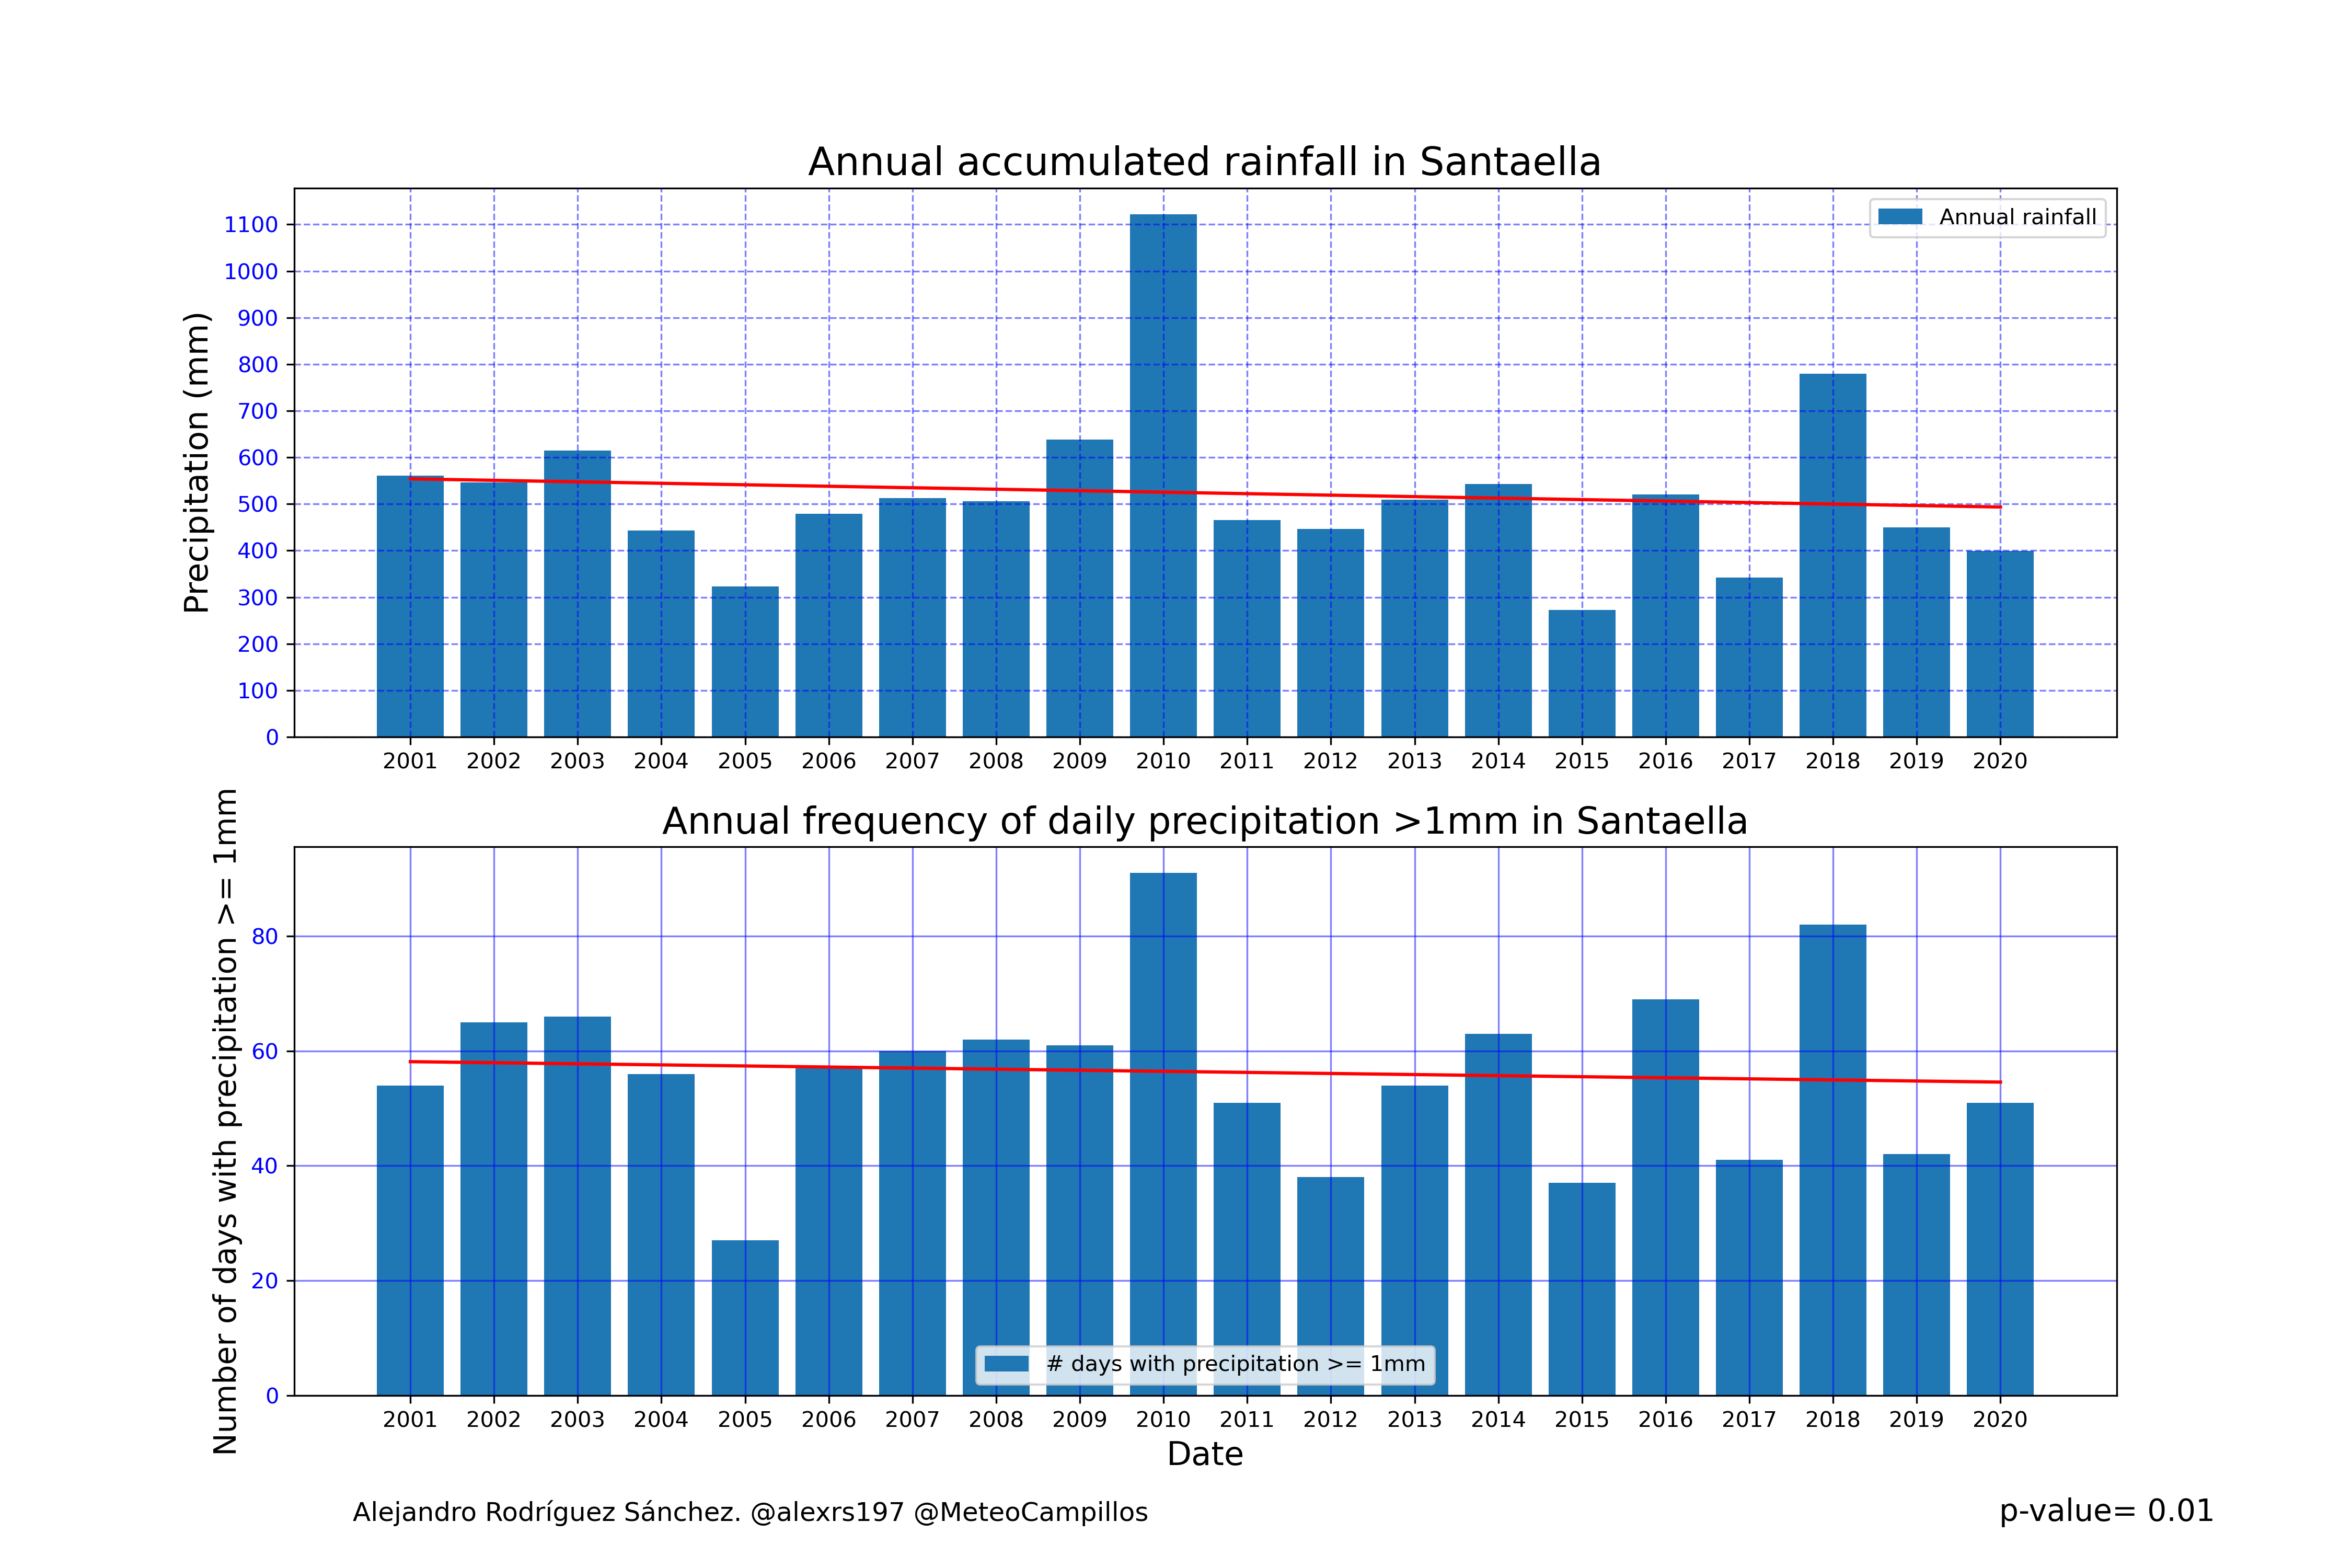 Annual accumulated rainfall in Santaella
Precipitation (mm)
1100
1000
900
800
700
600
500
400
300
200
100
0
Annual rainfall
2001 2002 2003 2004 2005 2006 2007 2008 2009 2010 2011 2012 2013 2014 2015 2016 2017 2018 2019 2020
Annual frequency of daily precipitation >1mm in Santaella
Number of days with precipitation >= 1mm
80
60
40
20
0
# days with precipitation >= 1mm
2001 2002 2003 2004 2005 2006 2007 2008 2009 2010 2011 2012 2013 2014 2015 2016 2017 2018 2019 2020
Date
Alejandro Rodríguez Sánchez. @alexrs197 @MeteoCampillos
p-value= 0.01